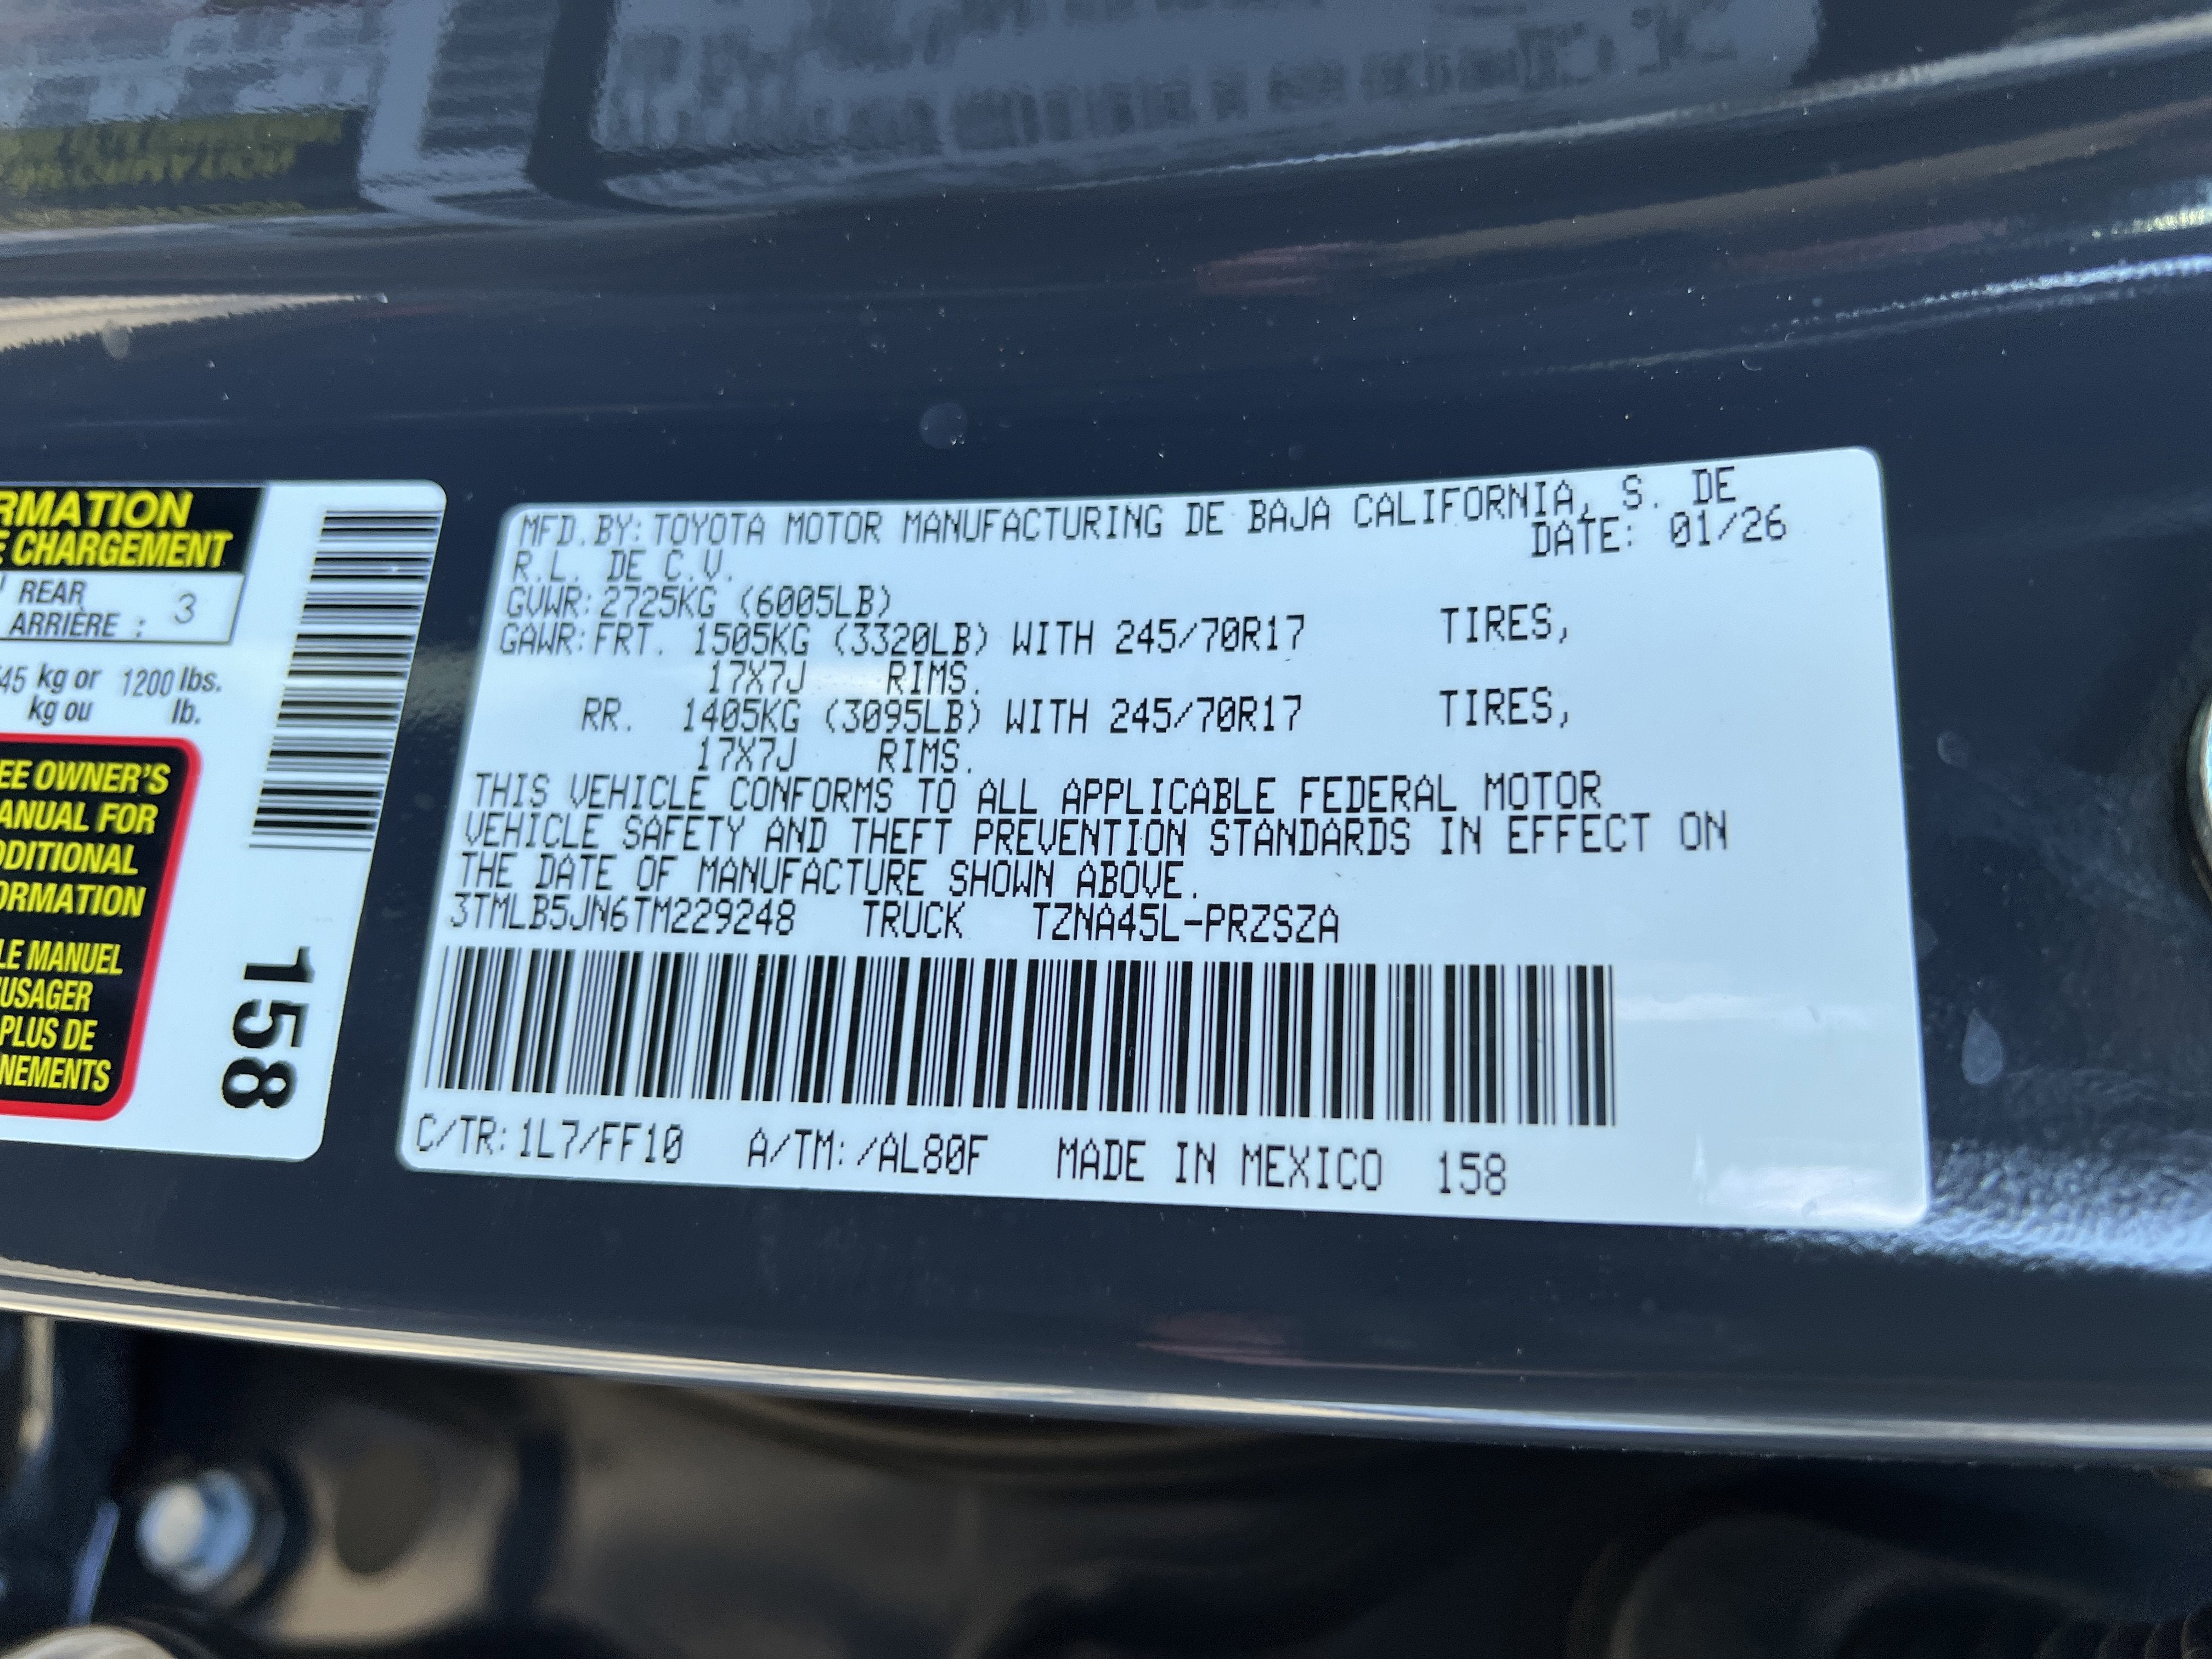 RMATION
E CHARGEMENT
REAR
ARRIÈRE : 3
45 kg or 1200 lbs.
kg ou lb.
EE OWNER'S
ANUAL FOR
DDITIONAL
ORMATION
LE MANUEL
'USAGER
PLUS DE
NEMENTS
158
MFD.BY: TOYOTA MOTOR MANUFACTURING DE BAJA CALIFORNIA, S. DE
R.L. DE C.V. DATE: 01/26
GVWR: 2725KG (6005LB)
GAWR: FRT. 1505KG (3320LB) WITH 245/70R17 TIRES,
17X7J RIMS.
RR. 1405KG (3095LB) WITH 245/70R17 TIRES,
17X7J RIMS.
THIS VEHICLE CONFORMS TO ALL APPLICABLE FEDERAL MOTOR
VEHICLE SAFETY AND THEFT PREVENTION STANDARDS IN EFFECT ON
THE DATE OF MANUFACTURE SHOWN ABOVE.
3TMLB5JN6TM229248 TRUCK TZNA45L-PRZSZA
C/TR: 1L7/FF10 A/TM: /AL80F MADE IN MEXICO 158